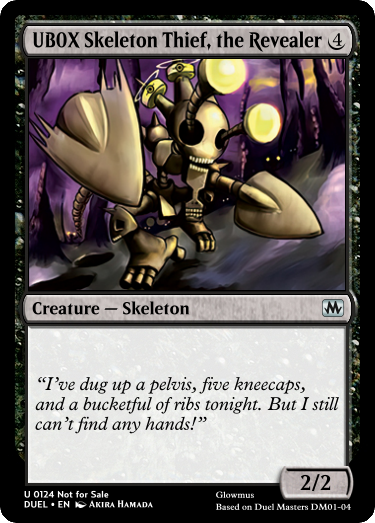 UB0X Skeleton Thief, the Revealer 4
Creature — Skeleton
“I’ve dug up a pelvis, five kneecaps,
and a bucketful of ribs tonight. But I still
can’t find any hands!”
2/2
U 0124 Not for Sale
DUEL • EN Akira Hamada
Glowmus
Based on Duel Masters DM01-04